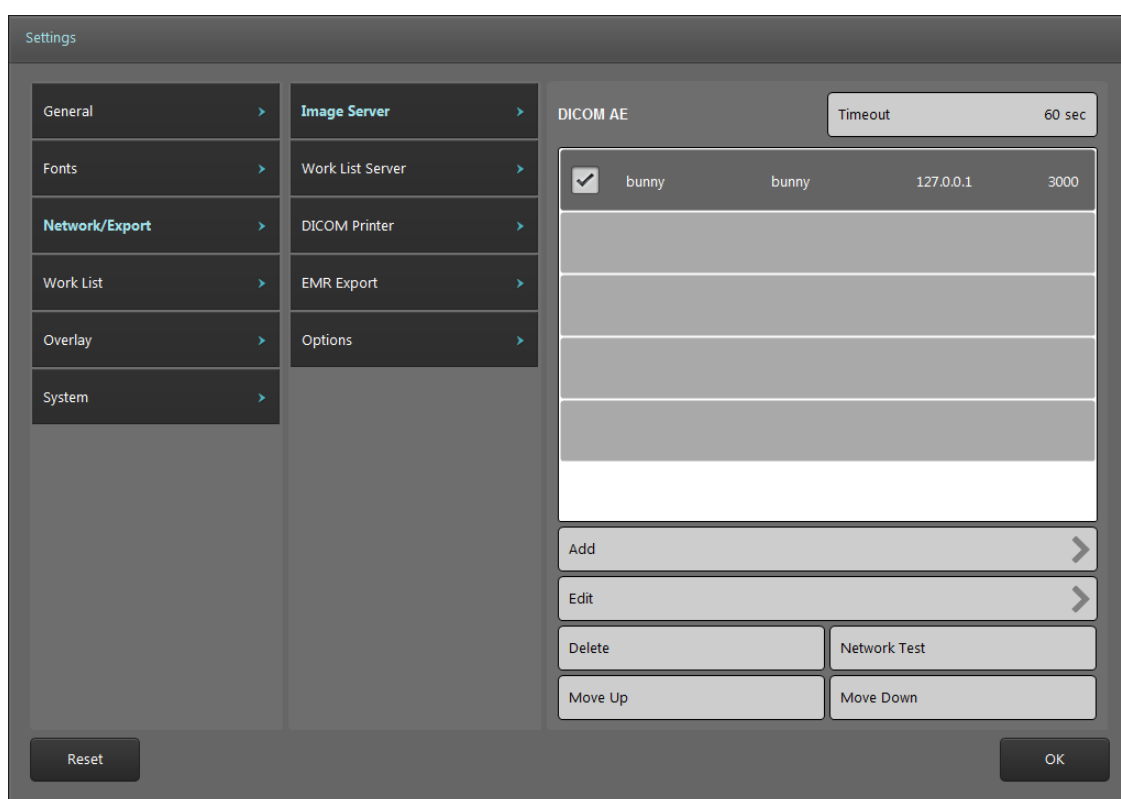 Settings
General
Fonts
Network/Export
Work List
Overlay
System
Image Server
Work List Server
DICOM Printer
EMR Export
Options
DICOM AE
Timeout 60 sec
bunny bunny 127.0.0.1 3000
Add
Edit
Delete Network Test
Move Up Move Down
Reset OK